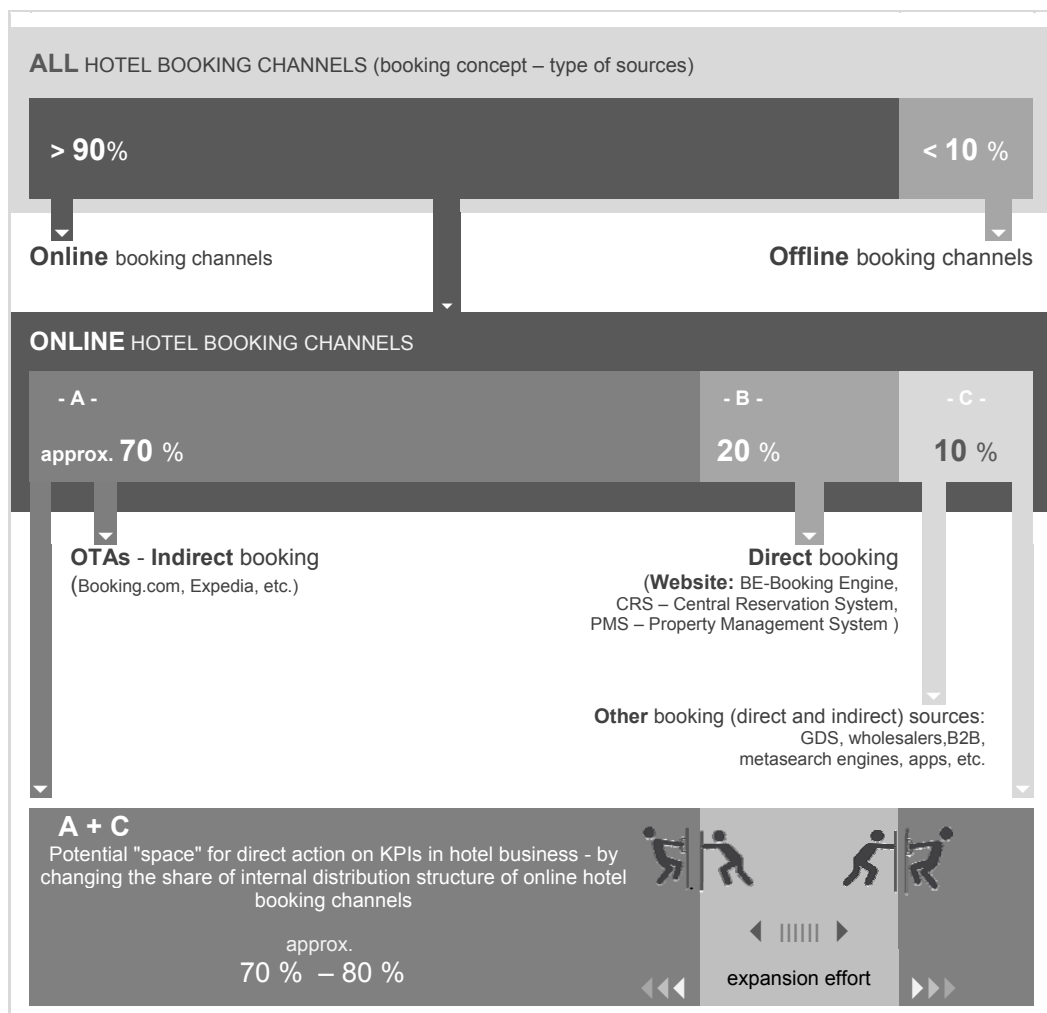 ALL HOTEL BOOKING CHANNELS (booking concept – type of sources)
> 90%
< 10 %
Online booking channels
Offline booking channels
ONLINE HOTEL BOOKING CHANNELS
- A -
- B -
- C -
approx. 70 %
20 %
10 %
OTAs - Indirect booking
(Booking.com, Expedia, etc.)
Direct booking
(Website: BE-Booking Engine,
CRS – Central Reservation System,
PMS – Property Management System )
Other booking (direct and indirect) sources:
GDS, wholesalers,B2B,
metasearch engines, apps, etc.
A + C
Potential "space" for direct action on KPIs in hotel business - by
changing the share of internal distribution structure of online hotel
booking channels
approx.
70 % – 80 %
expansion effort